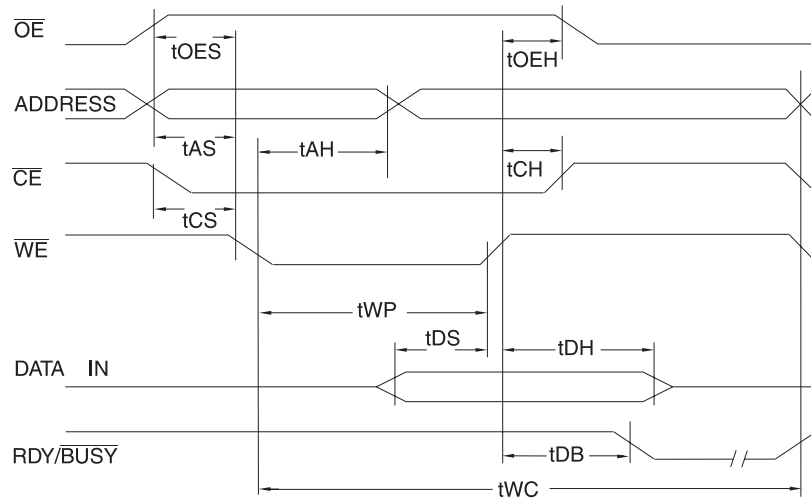 OE
tOES
tOEH
ADDRESS
tAS
tAH
tCH
CE
tCS
WE
tWP
tDS
tDH
DATA IN
RDY/BUSY
tDB
tWC